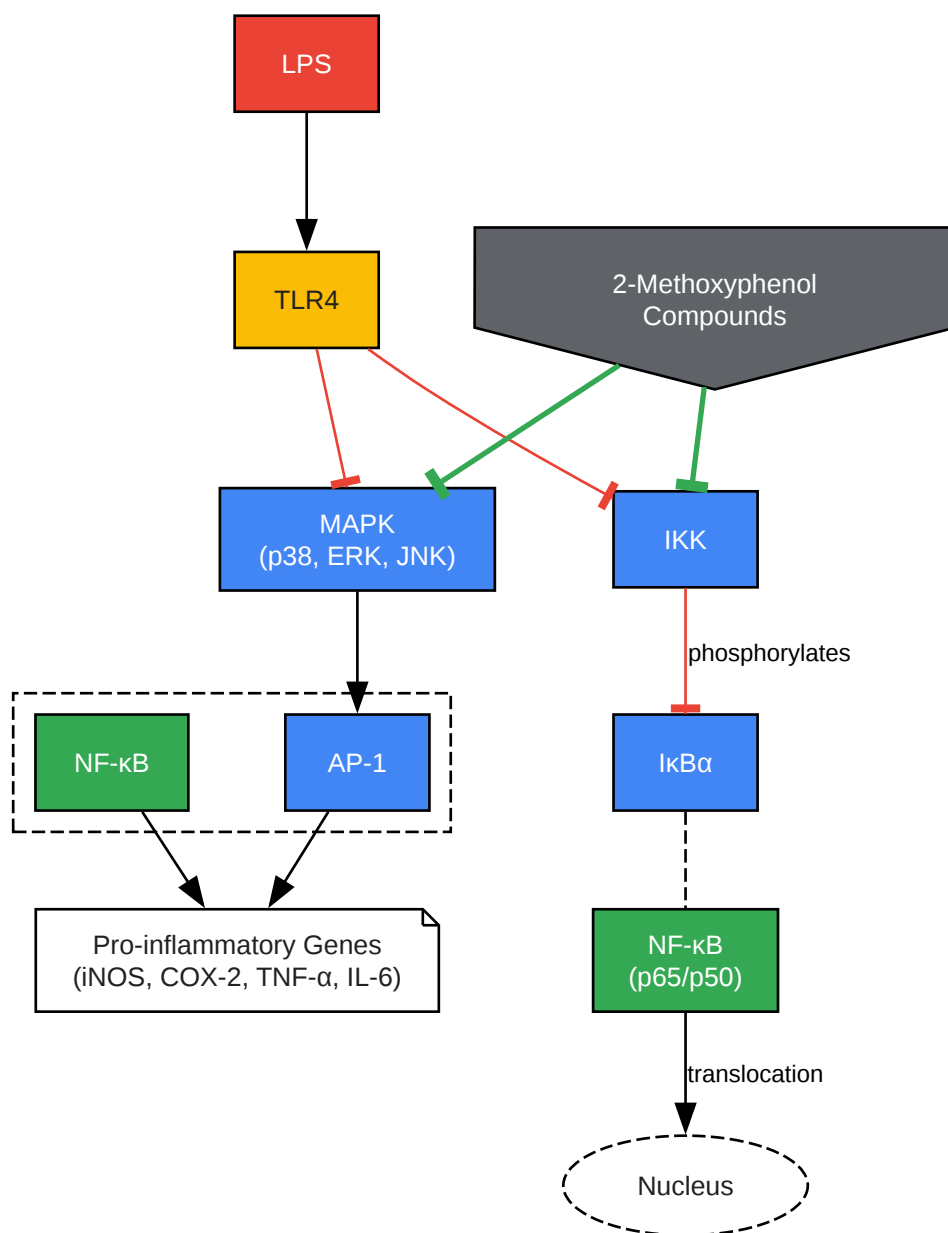 LPS
TLR4
2-Methoxyphenol
Compounds
MAPK
(p38, ERK, JNK)
IKK
phosphorylates
NF-κB
AP-1
IκBα
Pro-inflammatory Genes
(iNOS, COX-2, TNF-α, IL-6)
NF-κB
(p65/p50)
translocation
Nucleus